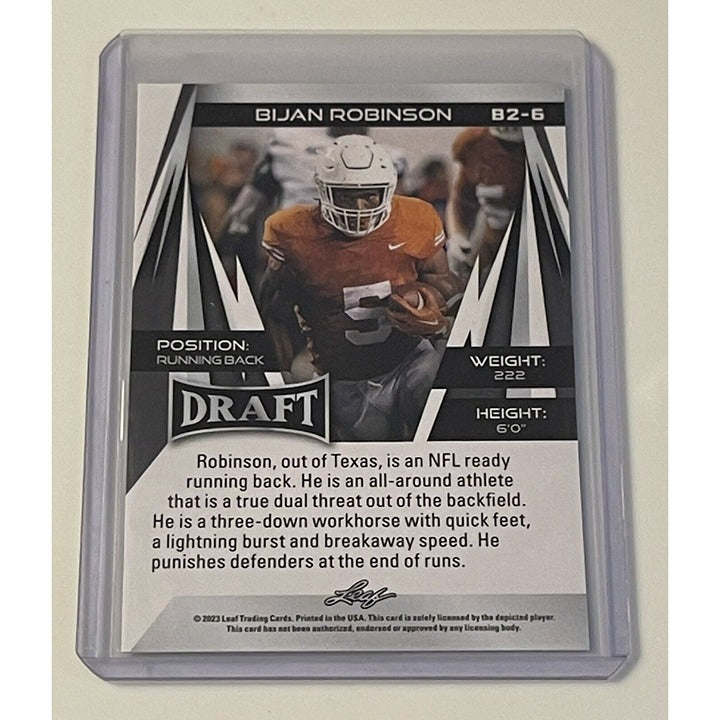 BIJAN ROBINSON B2-6
5
POSITION:
RUNNING BACK
WEIGHT:
222
HEIGHT:
6'0"
DRAFT
Robinson, out of Texas, is an NFL ready
running back. He is an all-around athlete
that is a true dual threat out of the backfield.
He is a three-down workhorse with quick feet,
a lightning burst and breakaway speed. He
punishes defenders at the end of runs.
Leaf
© 2023 Leaf Trading Cards. Printed in the USA. This card is solely licensed by the depicted player.
This card has not been authorized, endorsed or approved by any licensing body.